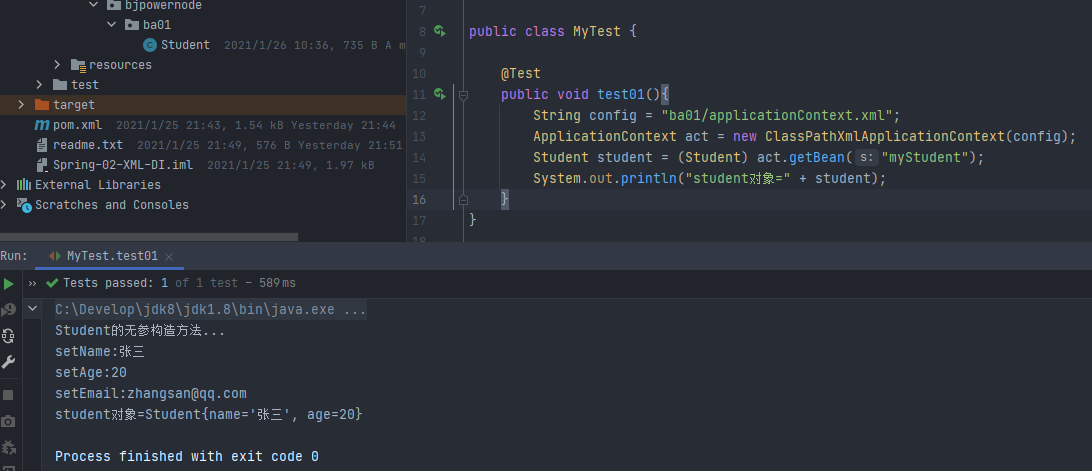 bjpowernode
ba01
Student 2021/1/26 10:36, 735 B A m
resources
test
target
pom.xml 2021/1/25 21:43, 1.54 kB Yesterday 21:44
readme.txt 2021/1/25 21:49, 576 B Yesterday 21:51
Spring-02-XML-DI.iml 2021/1/25 21:49, 1.97 kB
External Libraries
Scratches and Consoles
7
8 public class MyTest {
9
10 @Test
11 public void test01(){
12 String config = "ba01/applicationContext.xml";
13 ApplicationContext act = new ClassPathXmlApplicationContext(config);
14 Student student = (Student) act.getBean( s: "myStudent");
15 System.out.println("student对象=" + student);
16 }
17 }
18
Run: MyTest.test01 ×
» Tests passed: 1 of 1 test – 589 ms
C:\Develop\jdk8\jdk1.8\bin\java.exe ...
Student的无参构造方法...
setName:张三
setAge:20
setEmail:zhangsan@qq.com
student对象=Student{name='张三', age=20}
Process finished with exit code 0